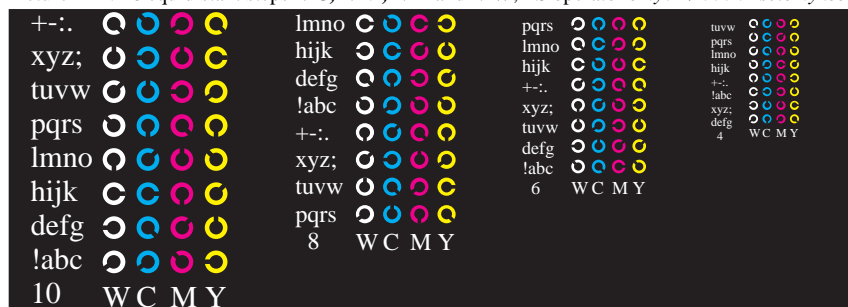 +-:.
xyz;
tuvw
pqrs
lmno
hijk
defg
!abc
10 W C M Y
lmno
hijk
defg
!abc
+-:.
xyz;
tuvw
pqrs
8 W C M Y
pqrs
lmno
hijk
+-:.
xyz;
tuvw
defg
!abc
6 W C M Y
tuvw
pqrs
lmno
hijk
+-:.
!abc
xyz;
defg
4 W C M Y